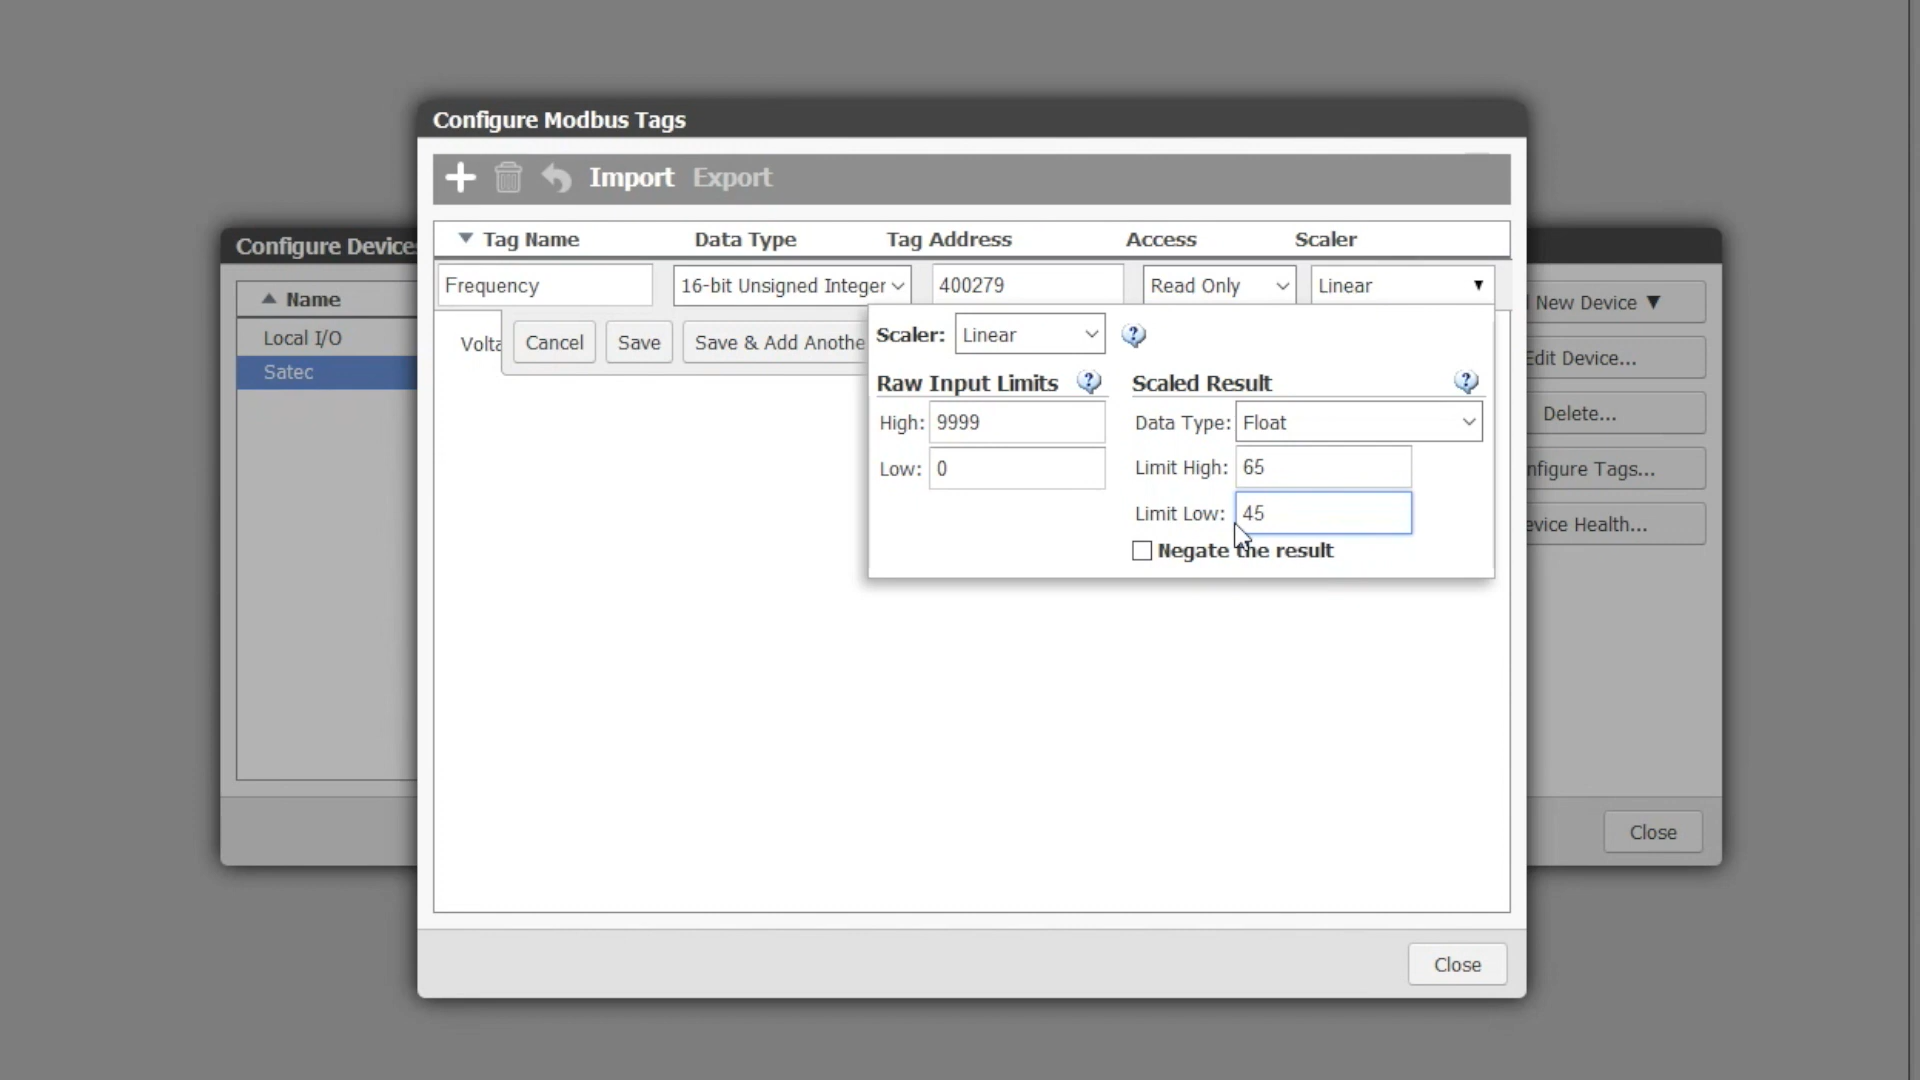 Configure Modbus Tags
Import Export
Tag Name Data Type Tag Address Access Scaler
Frequency 16-bit Unsigned Integer 400279 Read Only Linear
Volta Cancel Save Save & Add Anothe
Scaler: Linear
Raw Input Limits Scaled Result
High: 9999 Data Type: Float
Low: 0 Limit High: 65
Limit Low: 45
Negate the result
Close
Configure Devices
Name
Local I/O
Satec
New Device
Edit Device...
Delete...
nfigure Tags...
evice Health...
Close